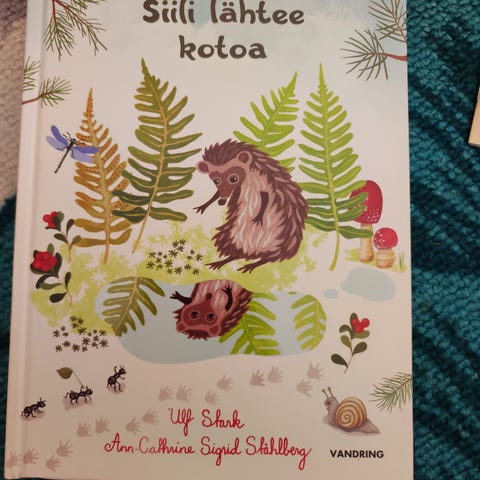 Siili lähtee
kotoa
Ulf Stark
Ann-Cathrine Sigrid Ståhlberg
VANDRING